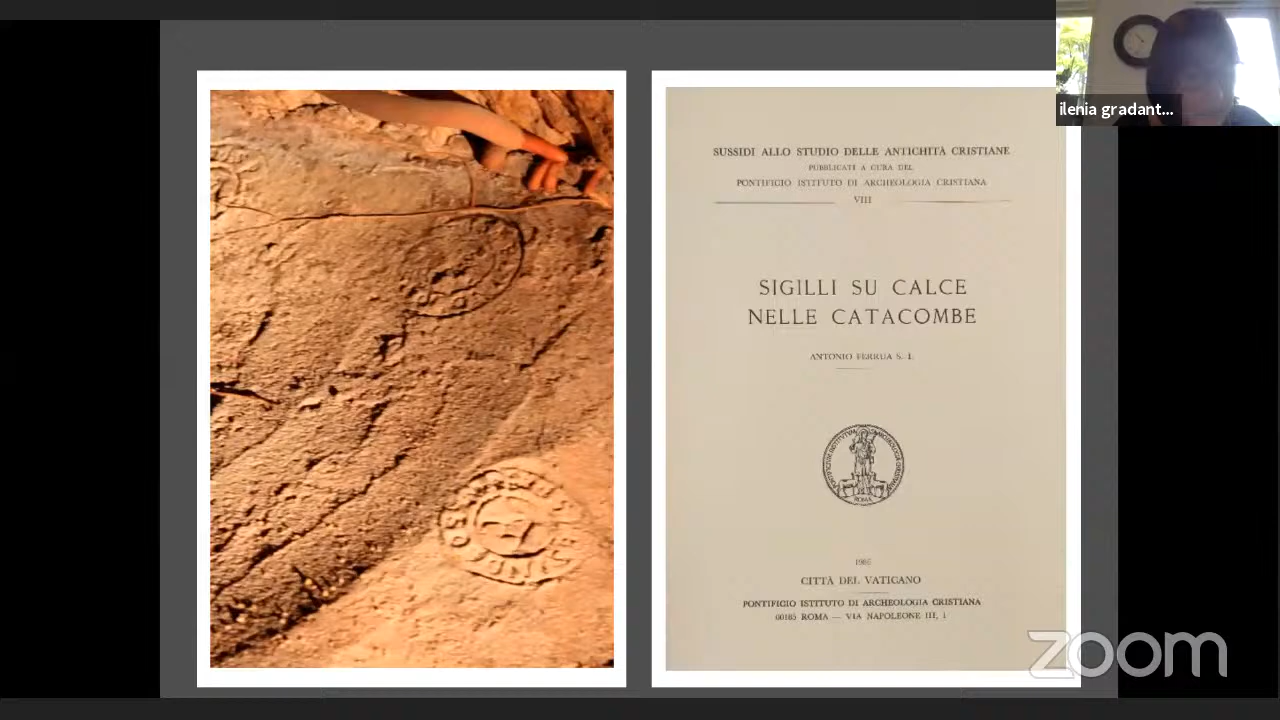 ilenia gradant...
SUSSIDI ALLO STUDIO DELLE ANTICHITÀ CRISTIANE
PUBBLICATI A CURA DEL
PONTIFICIO ISTITUTO DI ARCHEOLOGIA CRISTIANA
VIII
SIGILLI SU CALCE
NELLE CATACOMBE
ANTONIO FERRUA S. I.
ROMA
CITTÀ DEL VATICANO
PONTIFICIO ISTITUTO DI ARCHEOLOGIA CRISTIANA
00185 ROMA — VIA NAPOLEONE III, 1
zoom